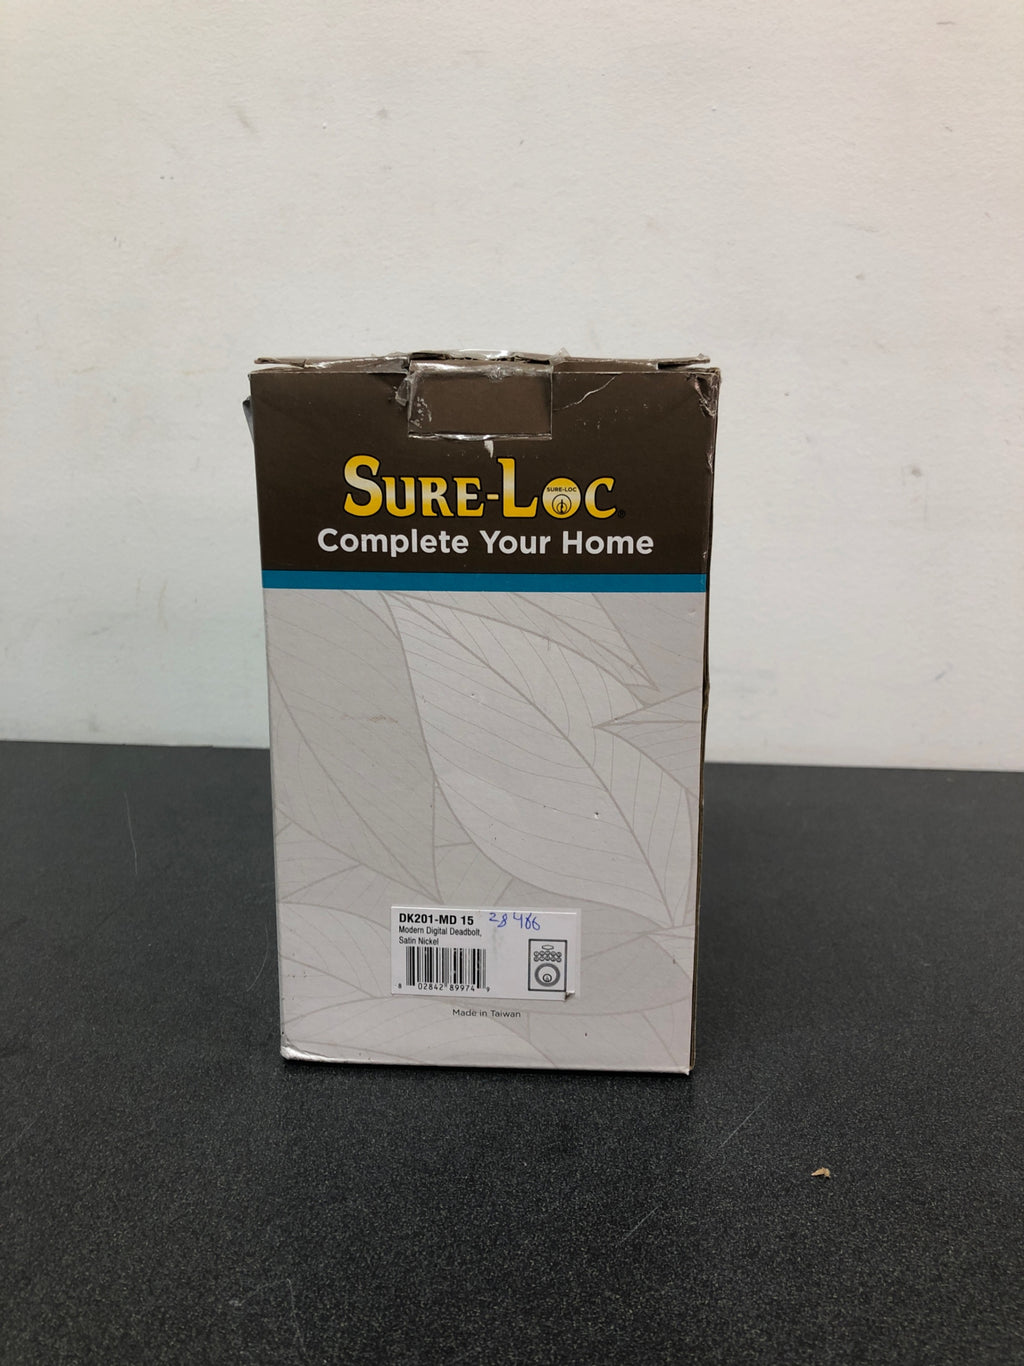 SURE-LOC®
SURE-LOC
Complete Your Home
DK201-MD 15
Modern Digital Deadbolt,
Satin Nickel
8 02842 89974 9
Made in Taiwan